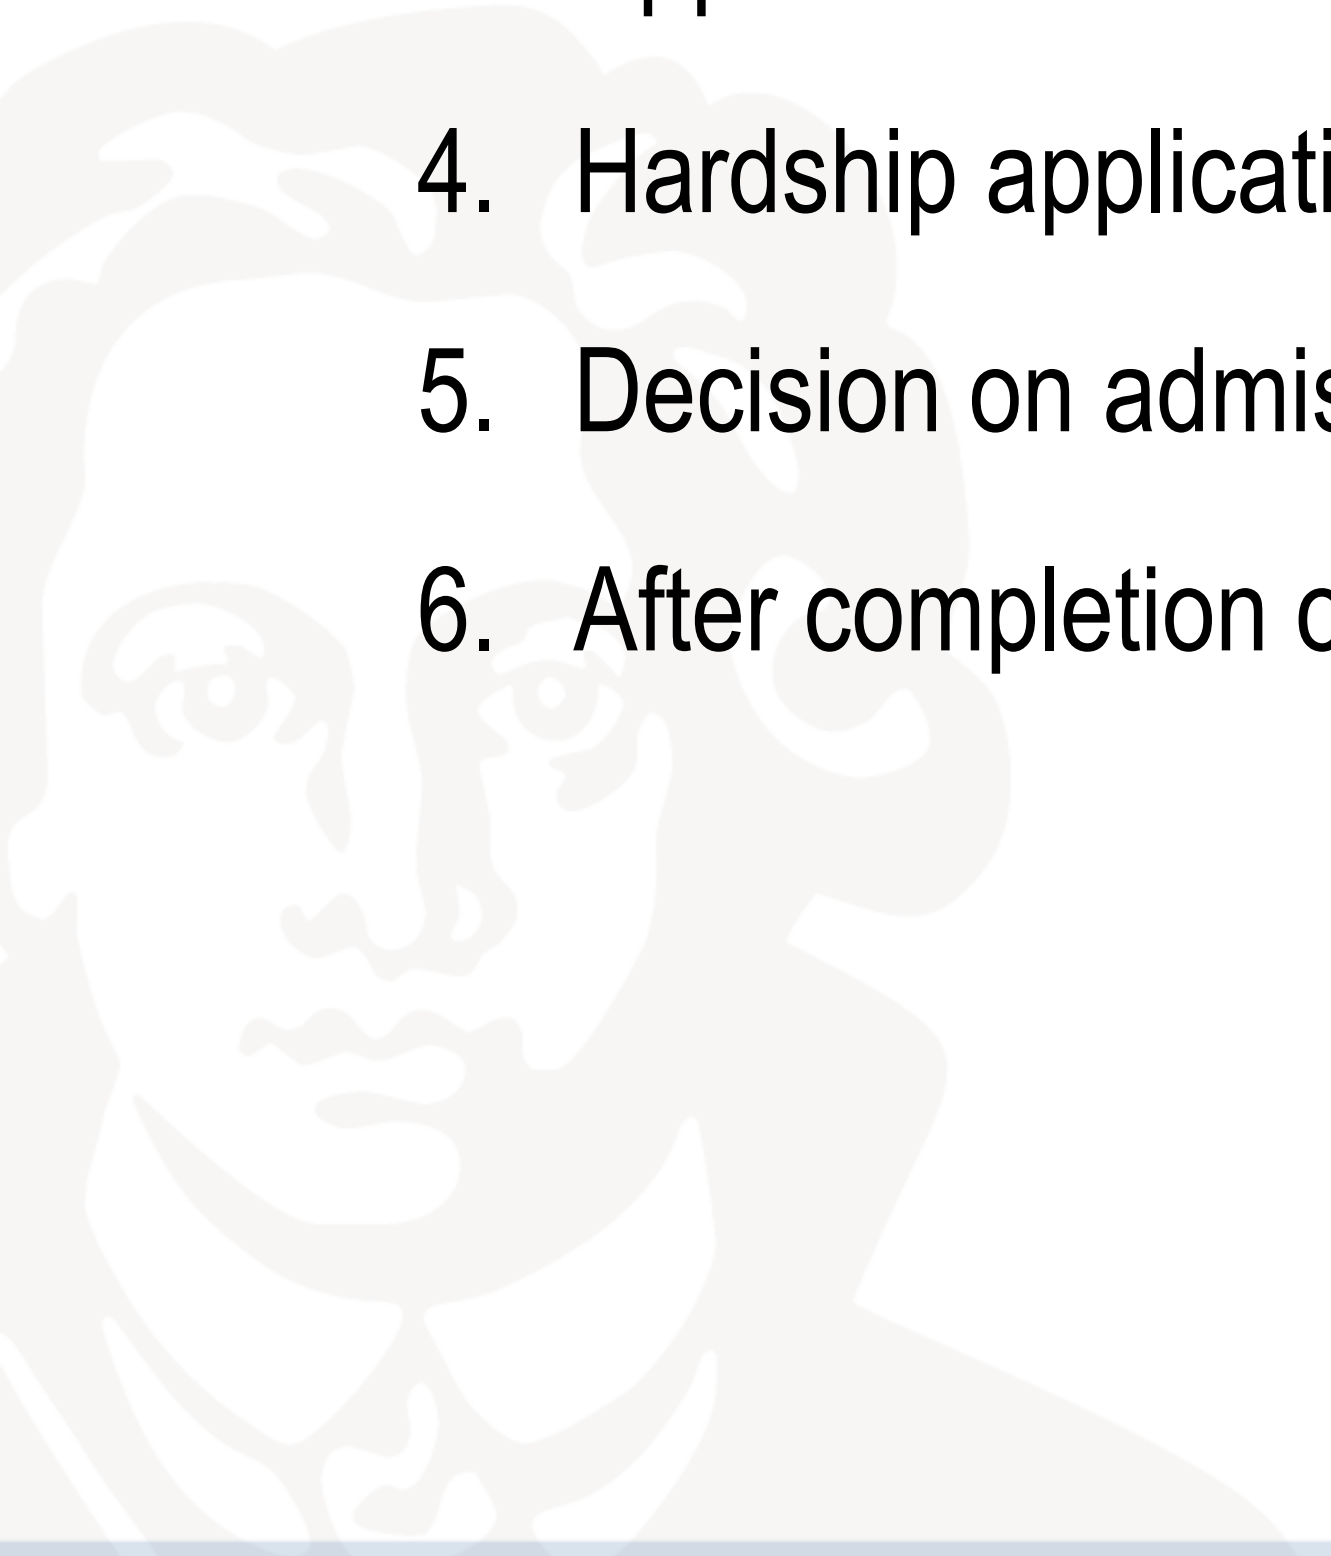 4. Hardship applicati
5. Decision on admis
6. After completion o